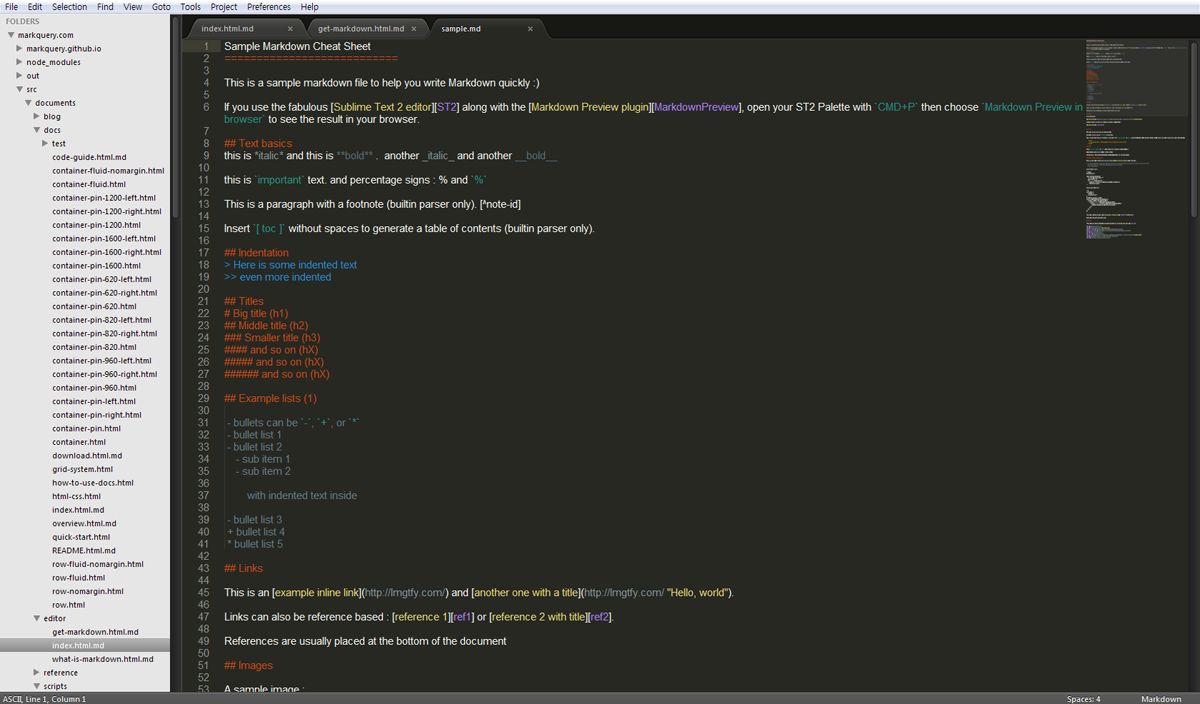 File Edit Selection Find View Goto Tools Project Preferences Help
FOLDERS
markquery.com
markquery.github.io
node_modules
out
src
documents
blog
docs
test
code-guide.html.md
container-fluid-nomargin.html
container-fluid.html
container-pin-1200-left.html
container-pin-1200-right.html
container-pin-1200.html
container-pin-1600-left.html
container-pin-1600-right.html
container-pin-1600.html
container-pin-620-left.html
container-pin-620-right.html
container-pin-620.html
container-pin-820-left.html
container-pin-820-right.html
container-pin-820.html
container-pin-960-left.html
container-pin-960-right.html
container-pin-960.html
container-pin-left.html
container-pin-right.html
container-pin.html
container.html
download.html.md
grid-system.html
how-to-use-docs.html
html-css.html
index.html.md
overview.html.md
quick-start.html
README.html.md
row-fluid-nomargin.html
row-fluid.html
row-nomargin.html
row.html
editor
get-markdown.html.md
index.html.md
what-is-markdown.html.md
reference
scripts
index.html.md × get-markdown.html.md × sample.md ×
1 Sample Markdown Cheat Sheet
2 ===========================
3
4 This is a sample markdown file to help you write Markdown quickly :)
5
6 If you use the fabulous [Sublime Text 2 editor][ST2] along with the [Markdown Preview plugin][MarkdownPreview], open your ST2 Palette with `CMD+P` then choose `Markdown Preview in
browser` to see the result in your browser.
7
8 ## Text basics
9 this is *italic* and this is **bold** . another _italic_ and another __bold__
10
11 this is `important` text. and percentage signs : % and `%`
12
13 This is a paragraph with a footnote (builtin parser only). [^note-id]
14
15 Insert `[ toc ]` without spaces to generate a table of contents (builtin parser only).
16
17 ## Indentation
18 > Here is some indented text
19 >> even more indented
20
21 ## Titles
22 # Big title (h1)
23 ## Middle title (h2)
24 ### Smaller title (h3)
25 #### and so on (hX)
26 ##### and so on (hX)
27 ###### and so on (hX)
28
29 ## Example lists (1)
30
31 - bullets can be `-`, `+`, or `*`
32 - bullet list 1
33 - bullet list 2
34 - sub item 1
35 - sub item 2
36
37 with indented text inside
38
39 - bullet list 3
40 + bullet list 4
41 * bullet list 5
42
43 ## Links
44
45 This is an [example inline link](http://lmgtfy.com/) and [another one with a title](http://lmgtfy.com/ "Hello, world").
46
47 Links can also be reference based : [reference 1][ref1] or [reference 2 with title][ref2].
48
49 References are usually placed at the bottom of the document
50
51 ## Images
52
53 A sample image :
ASCII, Line 1, Column 1 Spaces: 4 Markdown